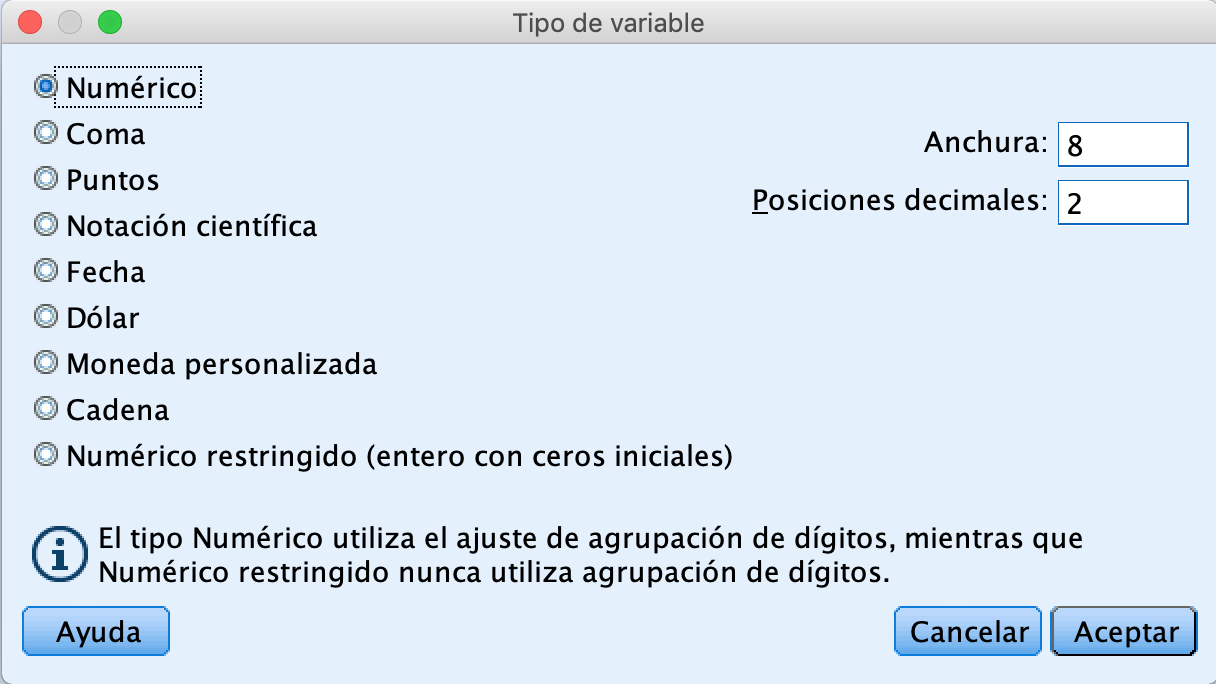 Tipo de variable
Numérico
Coma
Puntos
Notación científica
Fecha
Dólar
Moneda personalizada
Cadena
Numérico restringido (entero con ceros iniciales)
Anchura: 8
Posiciones decimales: 2
El tipo Numérico utiliza el ajuste de agrupación de dígitos, mientras que
Numérico restringido nunca utiliza agrupación de dígitos.
Ayuda
Cancelar
Aceptar